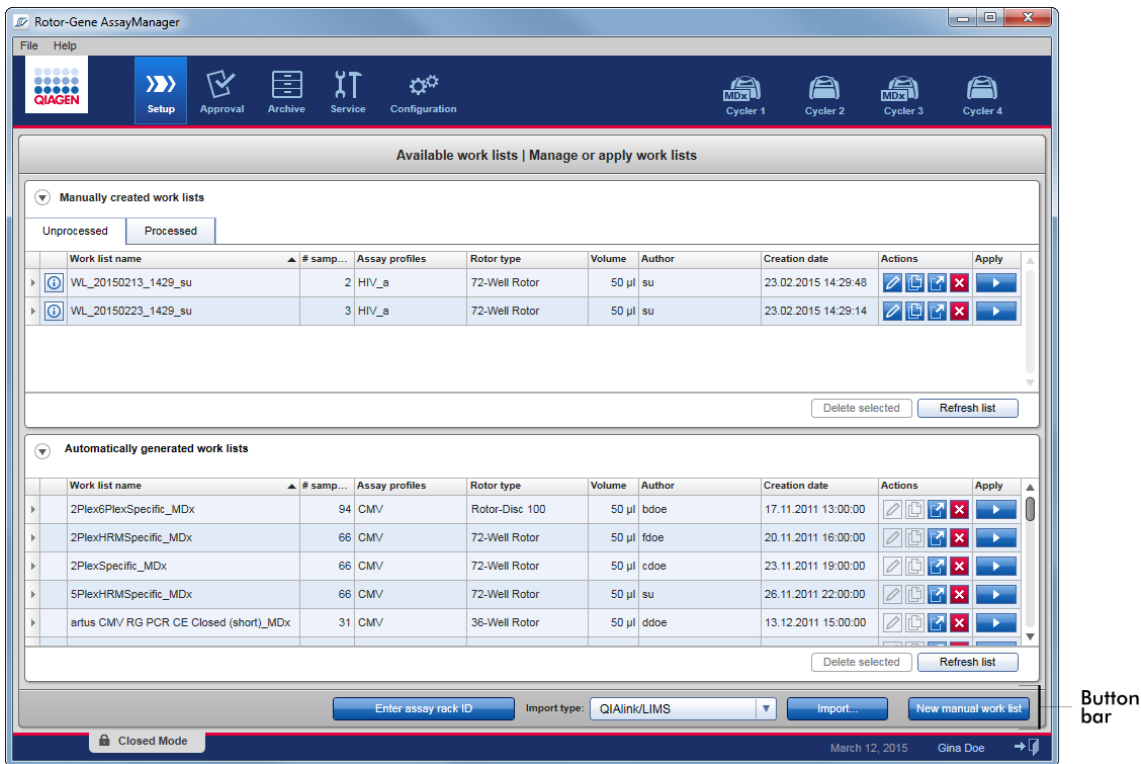 Rotor-Gene AssayManager
File Help
QIAGEN
Setup Approval Archive Service Configuration MDx Cycler 1 Cycler 2 MDx Cycler 3 Cycler 4
Available work lists | Manage or apply work lists
Manually created work lists
Unprocessed Processed
Work list name # samp... Assay profiles Rotor type Volume Author Creation date Actions Apply
WL_20150213_1429_su 2 HIV_a 72-Well Rotor 50 µl su 23.02.2015 14:29:48
WL_20150223_1429_su 3 HIV_a 72-Well Rotor 50 µl su 23.02.2015 14:29:14
Delete selected Refresh list
Automatically generated work lists
Work list name # samp... Assay profiles Rotor type Volume Author Creation date Actions Apply
2Plex6PlexSpecific_MDx 94 CMV Rotor-Disc 100 50 µl bdoe 17.11.2011 13:00:00
2PlexHRMSpecific_MDx 66 CMV 72-Well Rotor 50 µl fdoe 20.11.2011 16:00:00
2PlexSpecific_MDx 66 CMV 72-Well Rotor 50 µl cdoe 23.11.2011 19:00:00
5PlexHRMSpecific_MDx 66 CMV 72-Well Rotor 50 µl su 26.11.2011 22:00:00
artus CMV RG PCR CE Closed (short)_MDx 31 CMV 36-Well Rotor 50 µl ddoe 13.12.2011 15:00:00
Delete selected Refresh list
Enter assay rack ID Import type: QIAlink/LIMS Import... New manual work list
Button
bar
Closed Mode March 12, 2015 Gina Doe